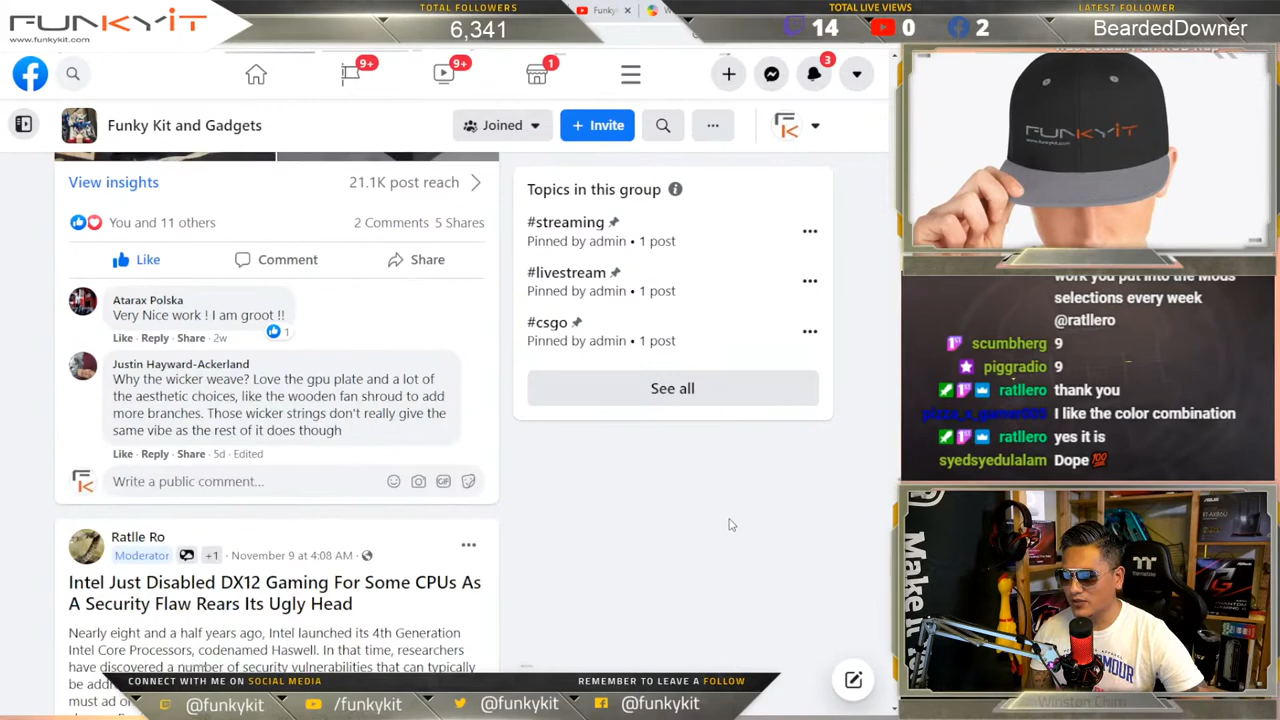 FUNKYIT
www.funkykit.com
TOTAL FOLLOWERS
6,341
Funky
TOTAL LIVE VIEWS
14
0
2
LATEST FOLLOWER
BeardedDowner
9+
9+
1
3
Funky Kit and Gadgets
Joined
+ Invite
View insights
21.1K post reach
You and 11 others
2 Comments 5 Shares
Like
Comment
Share
Atarax Polska
Very Nice work ! I am groot !!
1
Like · Reply · Share · 2w
Justin Hayward-Ackerland
Why the wicker weave? Love the gpu plate and a lot of
the aesthetic choices, like the wooden fan shroud to add
more branches. Those wicker strings don't really give the
same vibe as the rest of it does though
Like · Reply · Share · 5d · Edited
Write a public comment...
Ratlle Ro
Moderator
+1 · November 9 at 4:08 AM ·
Intel Just Disabled DX12 Gaming For Some CPUs As
A Security Flaw Rears Its Ugly Head
Nearly eight and a half years ago, Intel launched its 4th Generation
Intel Core Processors, codenamed Haswell. In that time, researchers
have discovered a number of security vulnerabilities that can typically
Topics in this group
#streaming
Pinned by admin • 1 post
#livestream
Pinned by admin • 1 post
#csgo
Pinned by admin • 1 post
See all
FUNKYIT
www.funkykit.com
work you put into the Mods
selections every week
@ratllero
scumbherg 9
piggradio 9
ratllero thank you
I like the color combination
ratllero yes it is
syedsyedulalam Dope💯
CONNECT WITH ME ON SOCIAL MEDIA
REMEMBER TO LEAVE A FOLLOW
@funkykit
/funkykit
@funkykit
@funkykit
Make it
Winston Chim